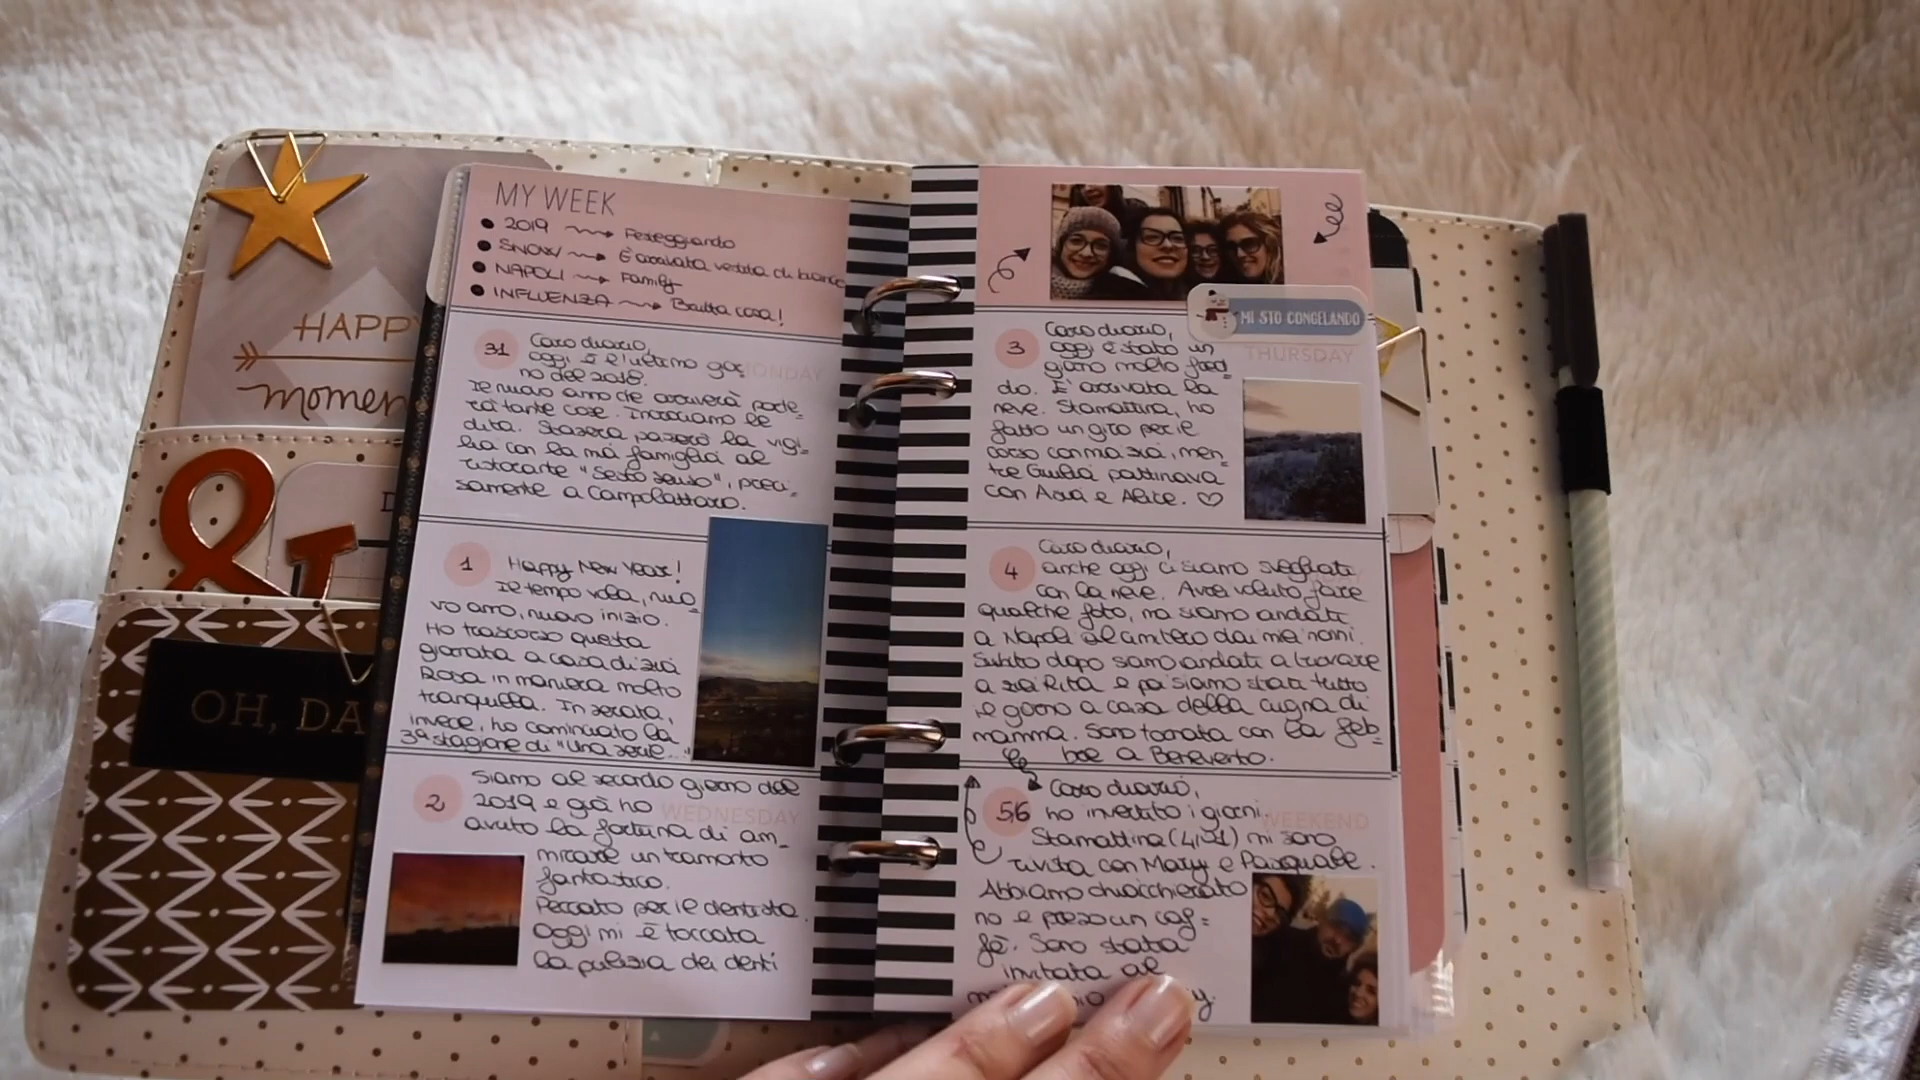 HAPPY
momen
OH, DA
MY WEEK
2019 Festeggiando
SNOW È arrivata vestita di bianco
NAPOLI Family
INFLUENZA Brutta cosa!
MONDAY
31 Caro diario,
oggi è l'ultimo gior
no del 2018.
Il nuovo anno che arriverà porte-
rà tante cose. Incrociamo le
dita. Stasera passerò la vigi-
lia con la mia famiglia al
ristorante "Sesto senso", preci-
samente a Campolattaro.
1 Happy New Year!
Il tempo vola, nuo-
vo anno, nuovo inizio.
Ho trascorso questa
giornata a casa di zia
Rosa in maniera molto
tranquilla. In serata,
invece, ho cominciato la
3ª stagione di "Una serie..."
WEDNESDAY
Siamo al secondo giorno del
2 2019 e già ho
avuto la fortuna di am-
mirare un tramonto
fantastico.
Peccato per il dentista.
Oggi mi è toccata
la pulizia dei denti
MI STO CONGELANDO
THURSDAY
3 Caro diario,
oggi è stato un
giorno molto fred
do. E' arrivata la
neve. Stamattina, ho
fatto un giro per il
corso con mia zia, men-
tre Giulia pattinava
con Asia e Alice. ♡
4 Caro diario,
anche oggi ci siamo svegliati
con la neve. Avrei voluto fare
qualche foto, ma siamo andati
a Napoli al cimitero dai miei nonni.
Subito dopo siamo andati a trovare
a zia Rita e poi siamo stati tutto
il giorno a casa della cugina di
mamma. Sono tornata con la feb=
bre a Benevento.
WEEKEND
5/6 Caro diario,
ho invertito i giorni.
Stamattina (4/01) mi sono
rivista con Mary e Pasquale.
Abbiamo chiacchierato
no e preso un caf=
fè. Sono stata
invitata al